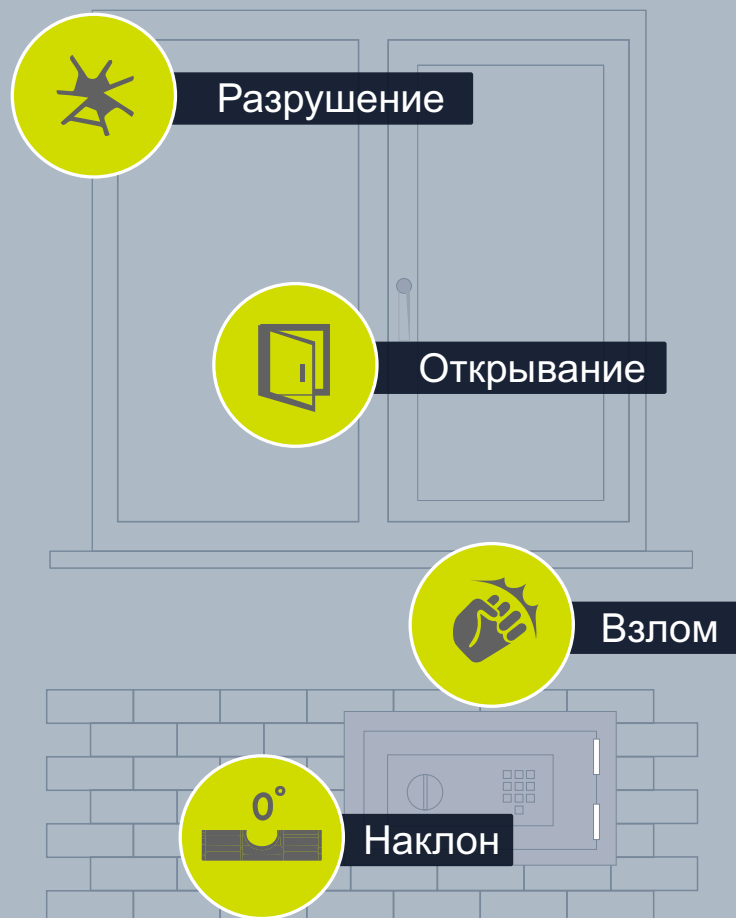 Разрушение
Открывание
Взлом
0°
Наклон